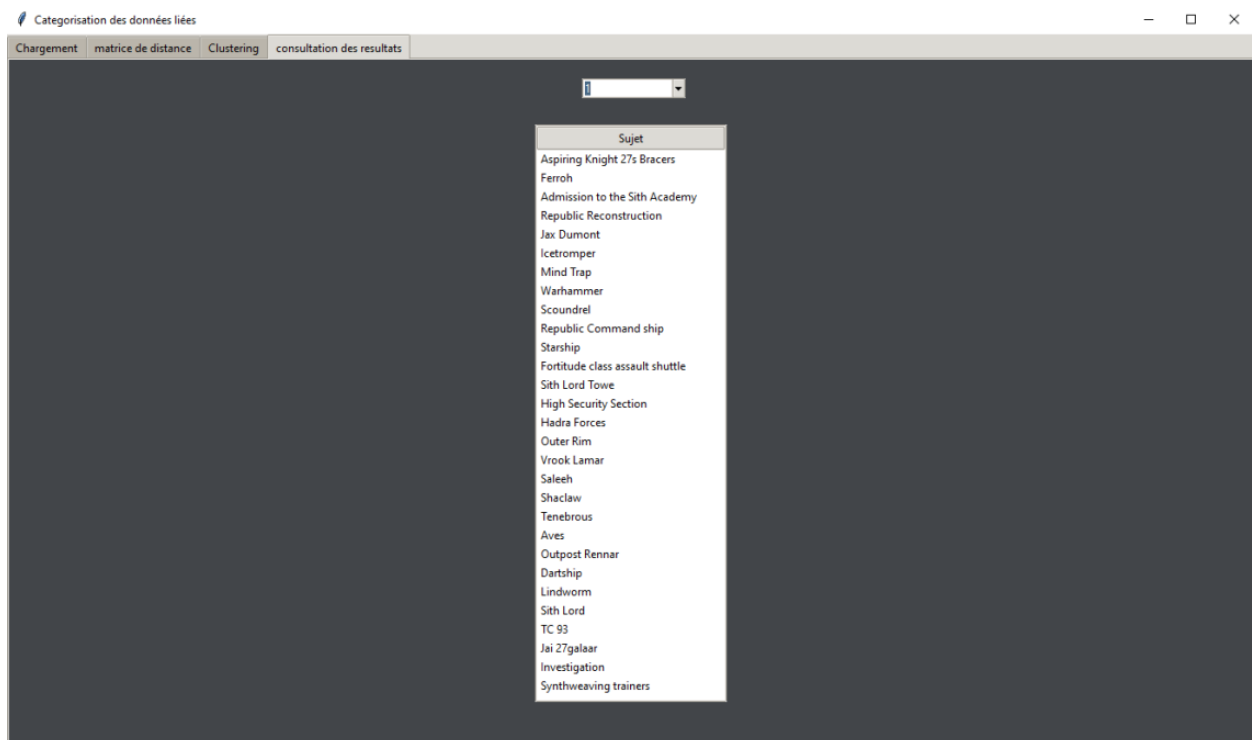 Categorisation des données liées
Chargement matrice de distance Clustering consultation des resultats
1
Sujet
Aspiring Knight 27s Bracers
Ferroh
Admission to the Sith Academy
Republic Reconstruction
Jax Dumont
Icetromper
Mind Trap
Warhammer
Scoundrel
Republic Command ship
Starship
Fortitude class assault shuttle
Sith Lord Towe
High Security Section
Hadra Forces
Outer Rim
Vrook Lamar
Saleeh
Shaclaw
Tenebrous
Aves
Outpost Rennar
Dartship
Lindworm
Sith Lord
TC 93
Jai 27galaar
Investigation
Synthweaving trainers